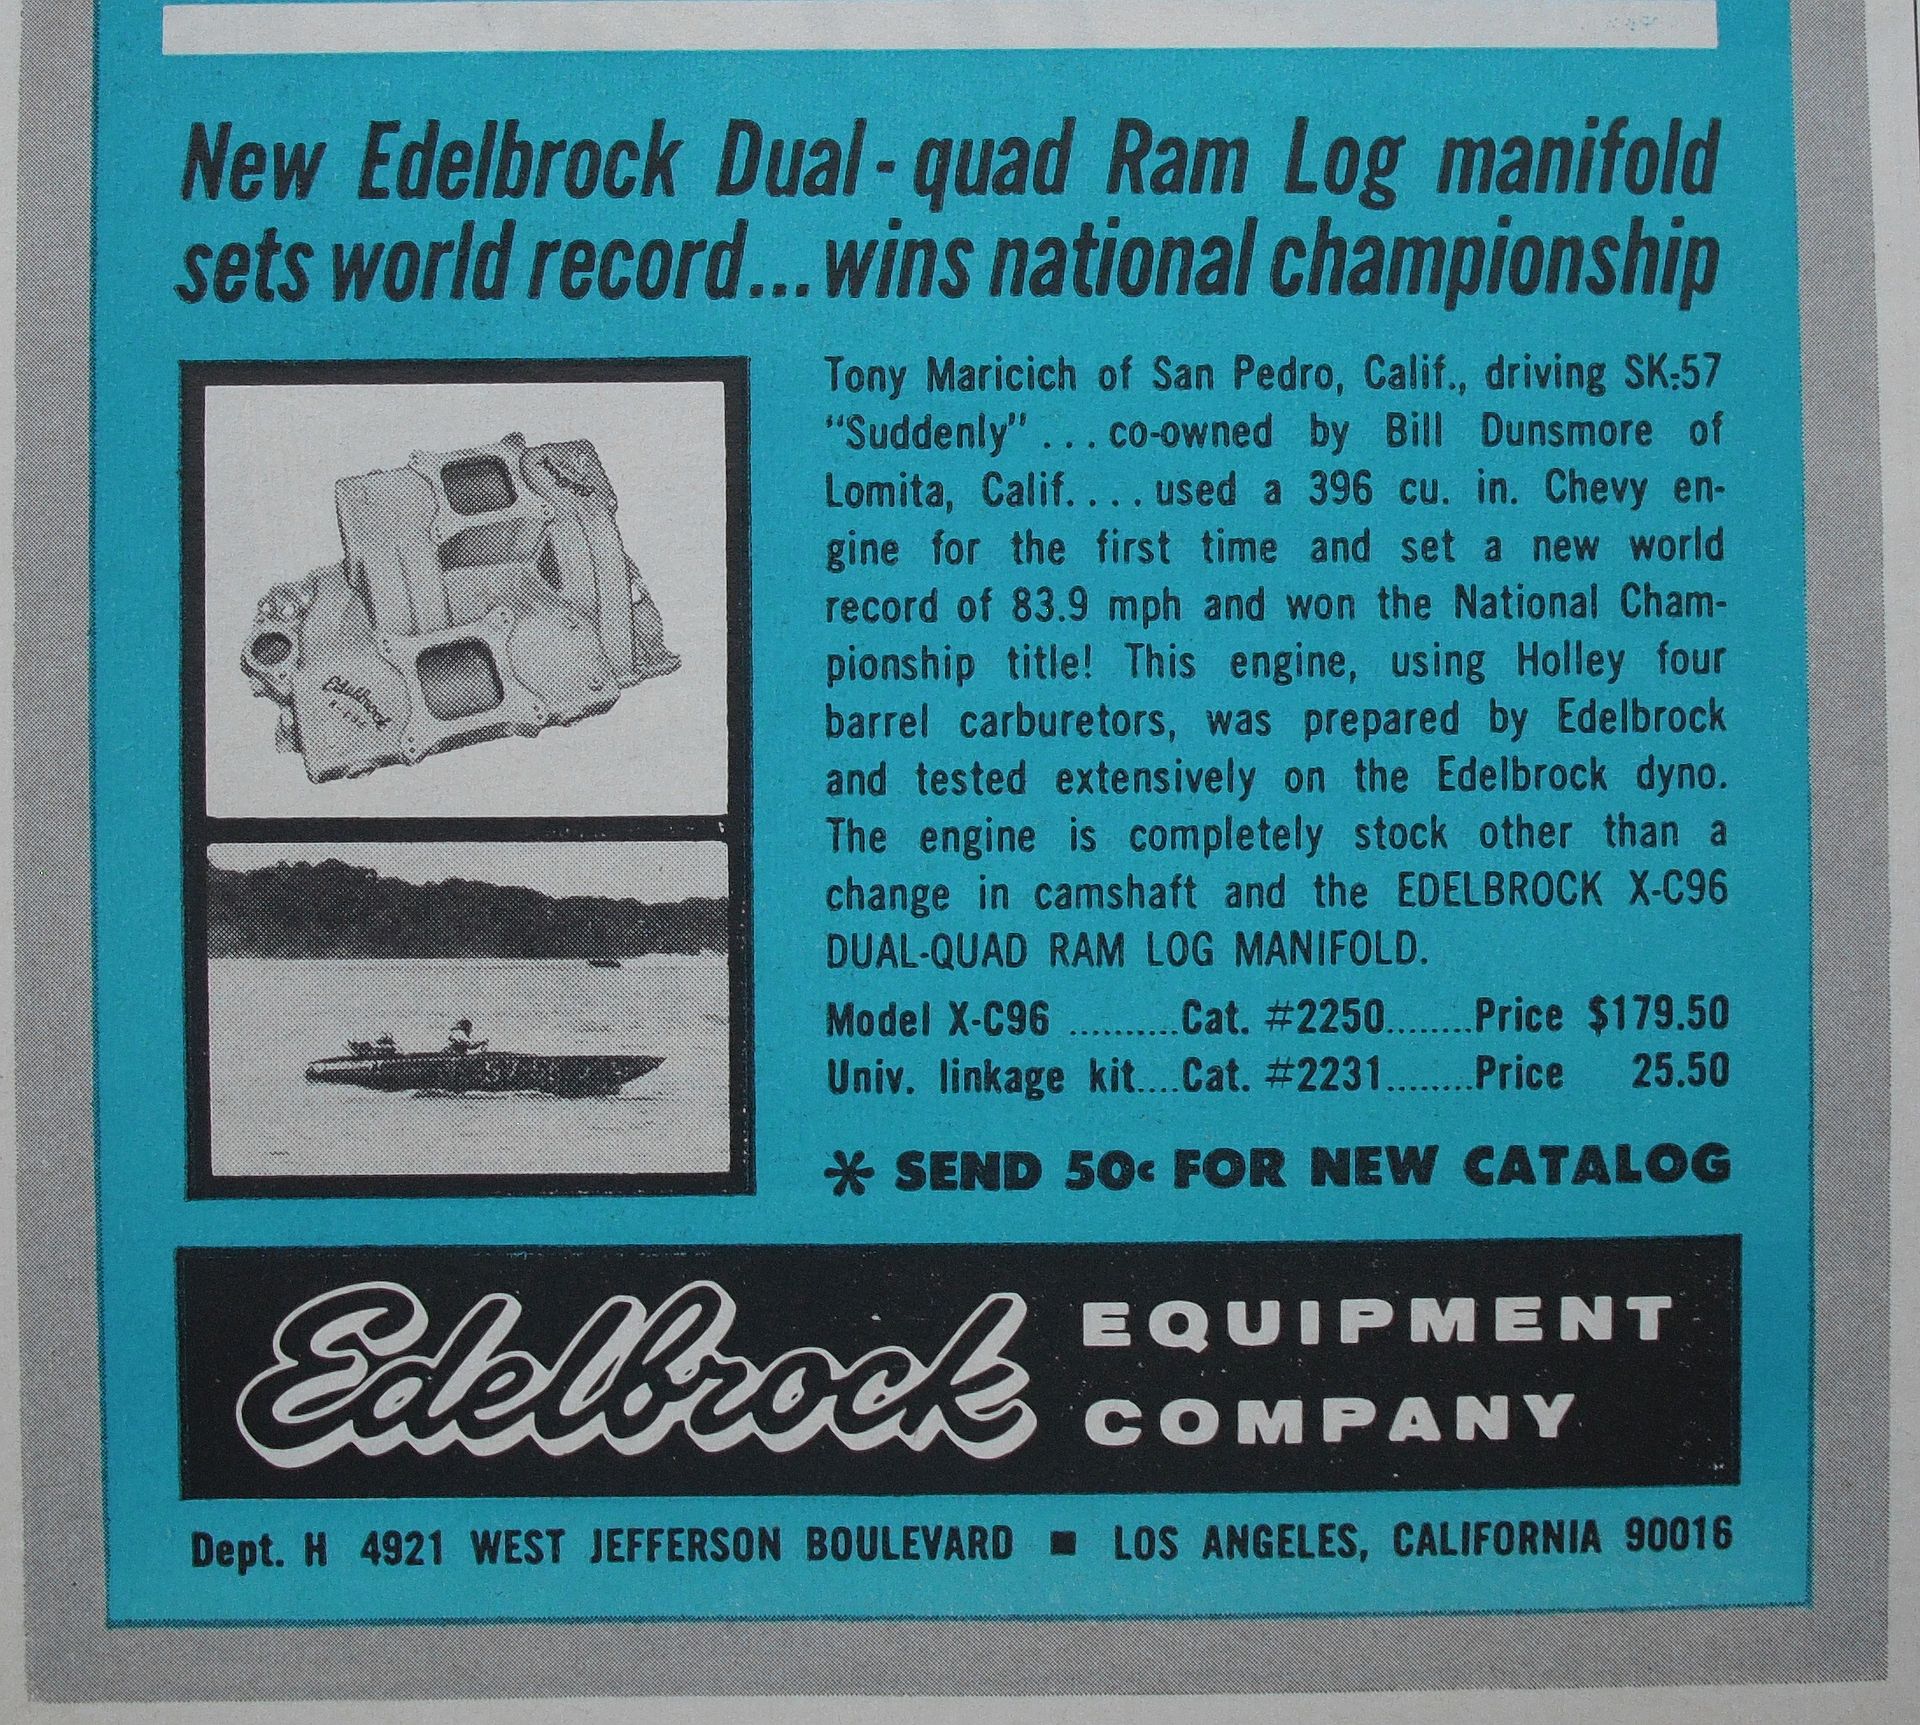 New Edelbrock Dual-quad Ram Log manifold
sets world record...wins national championship
Tony Maricich of San Pedro, Calif., driving SK-57
“Suddenly” ... co-owned by Bill Dunsmore of
Lomita, Calif. ... used a 396 cu. in. Chevy en-
gine for the first time and set a new world
record of 83.9 mph and won the National Cham-
pionship title! This engine, using Holley four
barrel carburetors, was prepared by Edelbrock
and tested extensively on the Edelbrock dyno.
The engine is completely stock other than a
change in camshaft and the EDELBROCK X-C96
DUAL-QUAD RAM LOG MANIFOLD.
Model X-C96 ..........Cat. #2250........Price $179.50
Univ. linkage kit....Cat. #2231........Price 25.50
* SEND 50¢ FOR NEW CATALOG
Edelbrock
Edelbrock EQUIPMENT
COMPANY
Dept. H 4921 WEST JEFFERSON BOULEVARD ■ LOS ANGELES, CALIFORNIA 90016